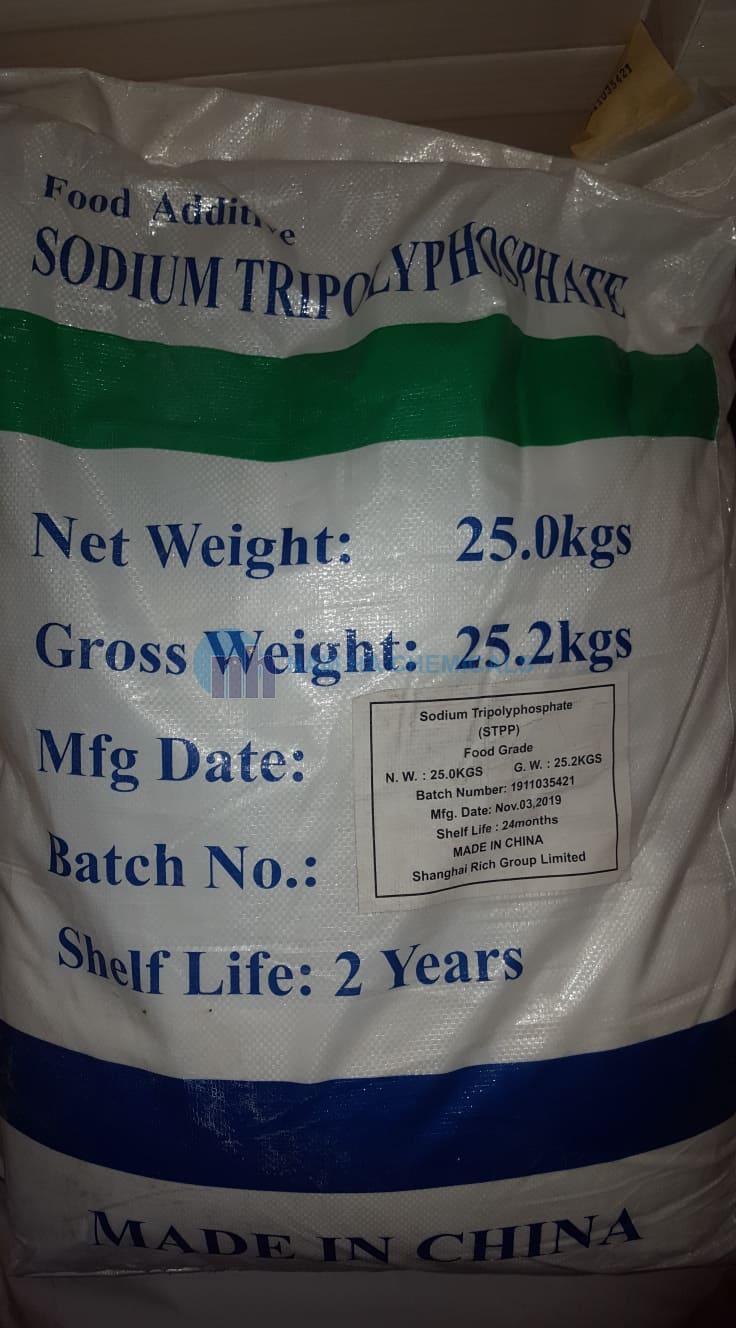 11035421
Food Additive
SODIUM TRIPOLYPHOSPHATE
Net Weight: 25.0kgs
Gross Weight: 25.2kgs
Mfg Date:
Batch No.:
Shelf Life: 2 Years
Sodium Tripolyphosphate
(STPP)
Food Grade
N. W. : 25.0KGS G. W. : 25.2KGS
Batch Number: 1911035421
Mfg. Date: Nov.03,2019
Shelf Life : 24months
MADE IN CHINA
Shanghai Rich Group Limited
MADE IN CHINA